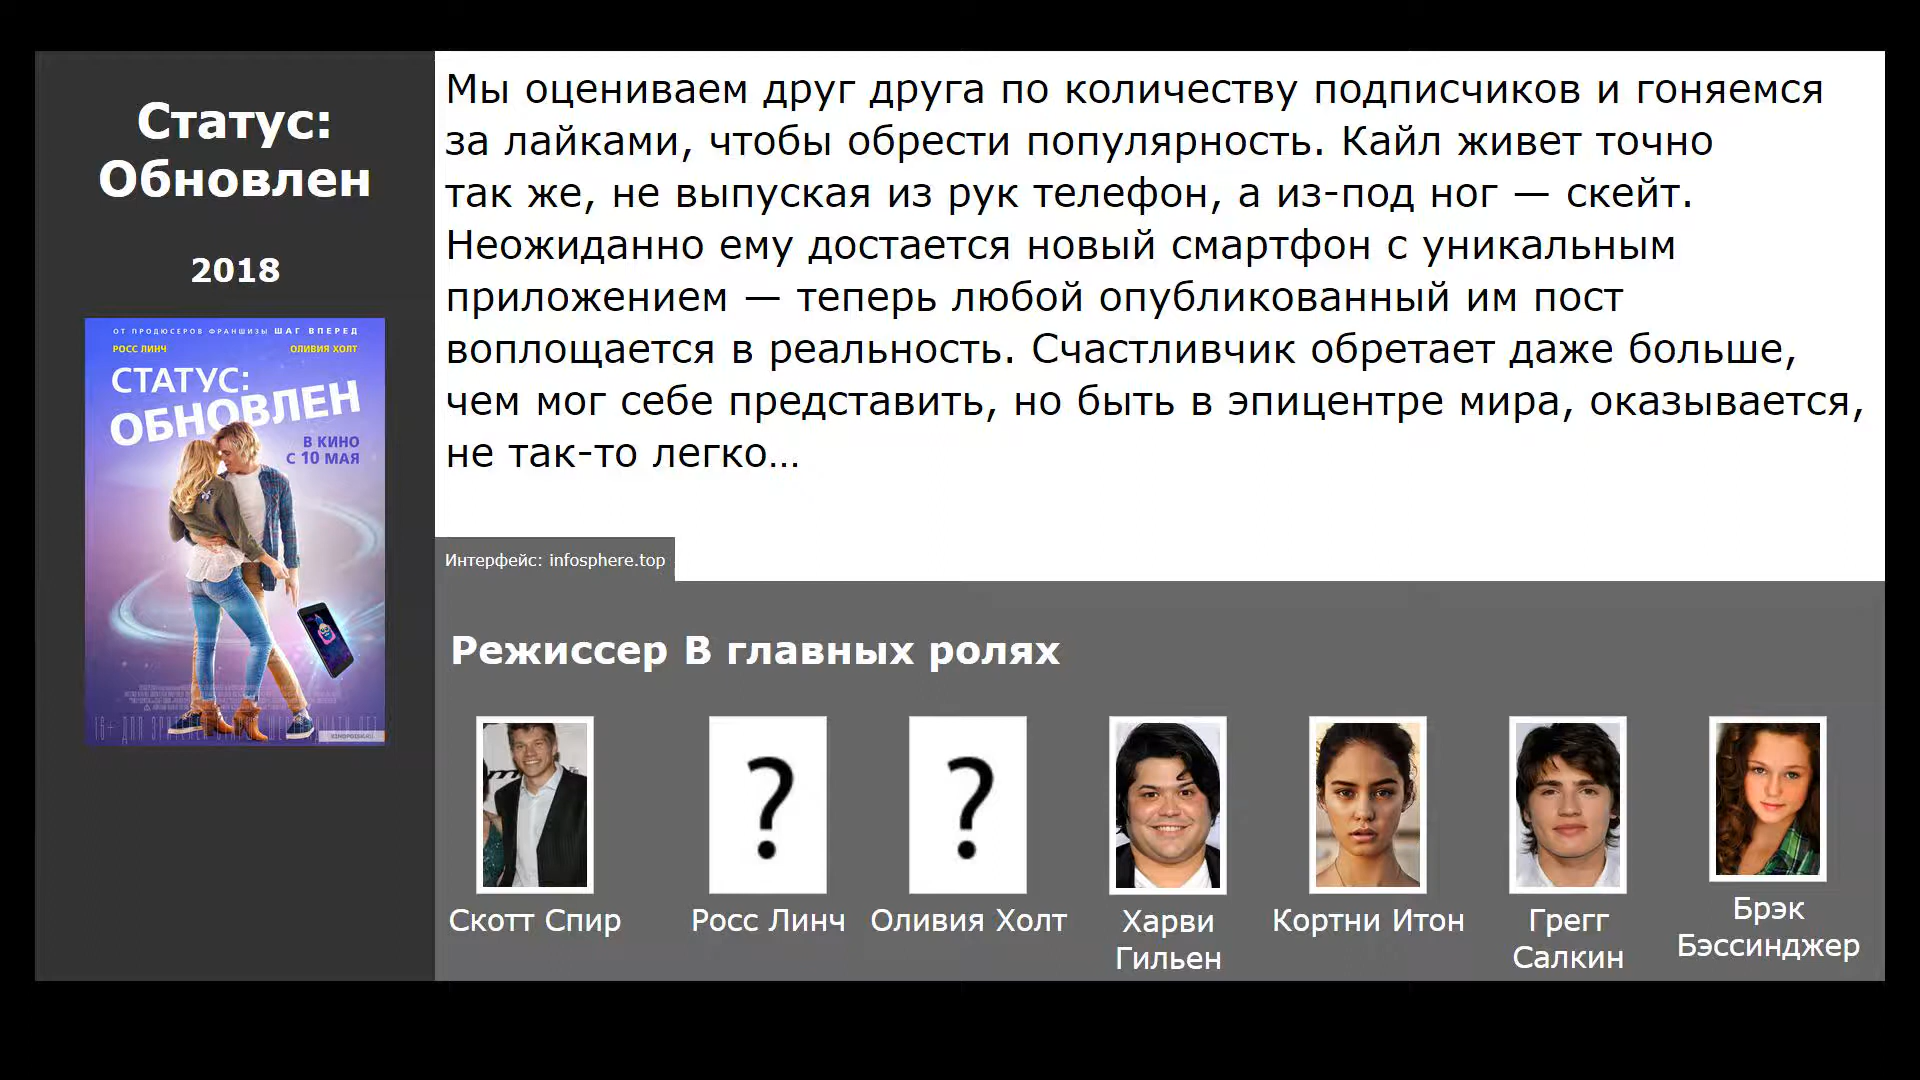 Статус:
Обновлен
2018
ОТ ПРОДЮСЕРОВ ФРАНШИЗЫ ШАГ ВПЕРЕД
РОСС ЛИНЧ
ОЛИВИЯ ХОЛТ
СТАТУС:
ОБНОВЛЕН
В КИНО
С 10 МАЯ
Мы оцениваем друг друга по количеству подписчиков и гоняемся
за лайками, чтобы обрести популярность. Кайл живет точно
так же, не выпуская из рук телефон, а из-под ног — скейт.
Неожиданно ему достается новый смартфон с уникальным
приложением — теперь любой опубликованный им пост
воплощается в реальность. Счастливчик обретает даже больше,
чем мог себе представить, но быть в эпицентре мира, оказывается,
не так-то легко…
Интерфейс: infosphere.top
Режиссер В главных ролях
?
?
Скотт Спир
Росс Линч
Оливия Холт
Харви
Гильен
Кортни Итон
Грегг
Салкин
Брэк
Бэссинджер